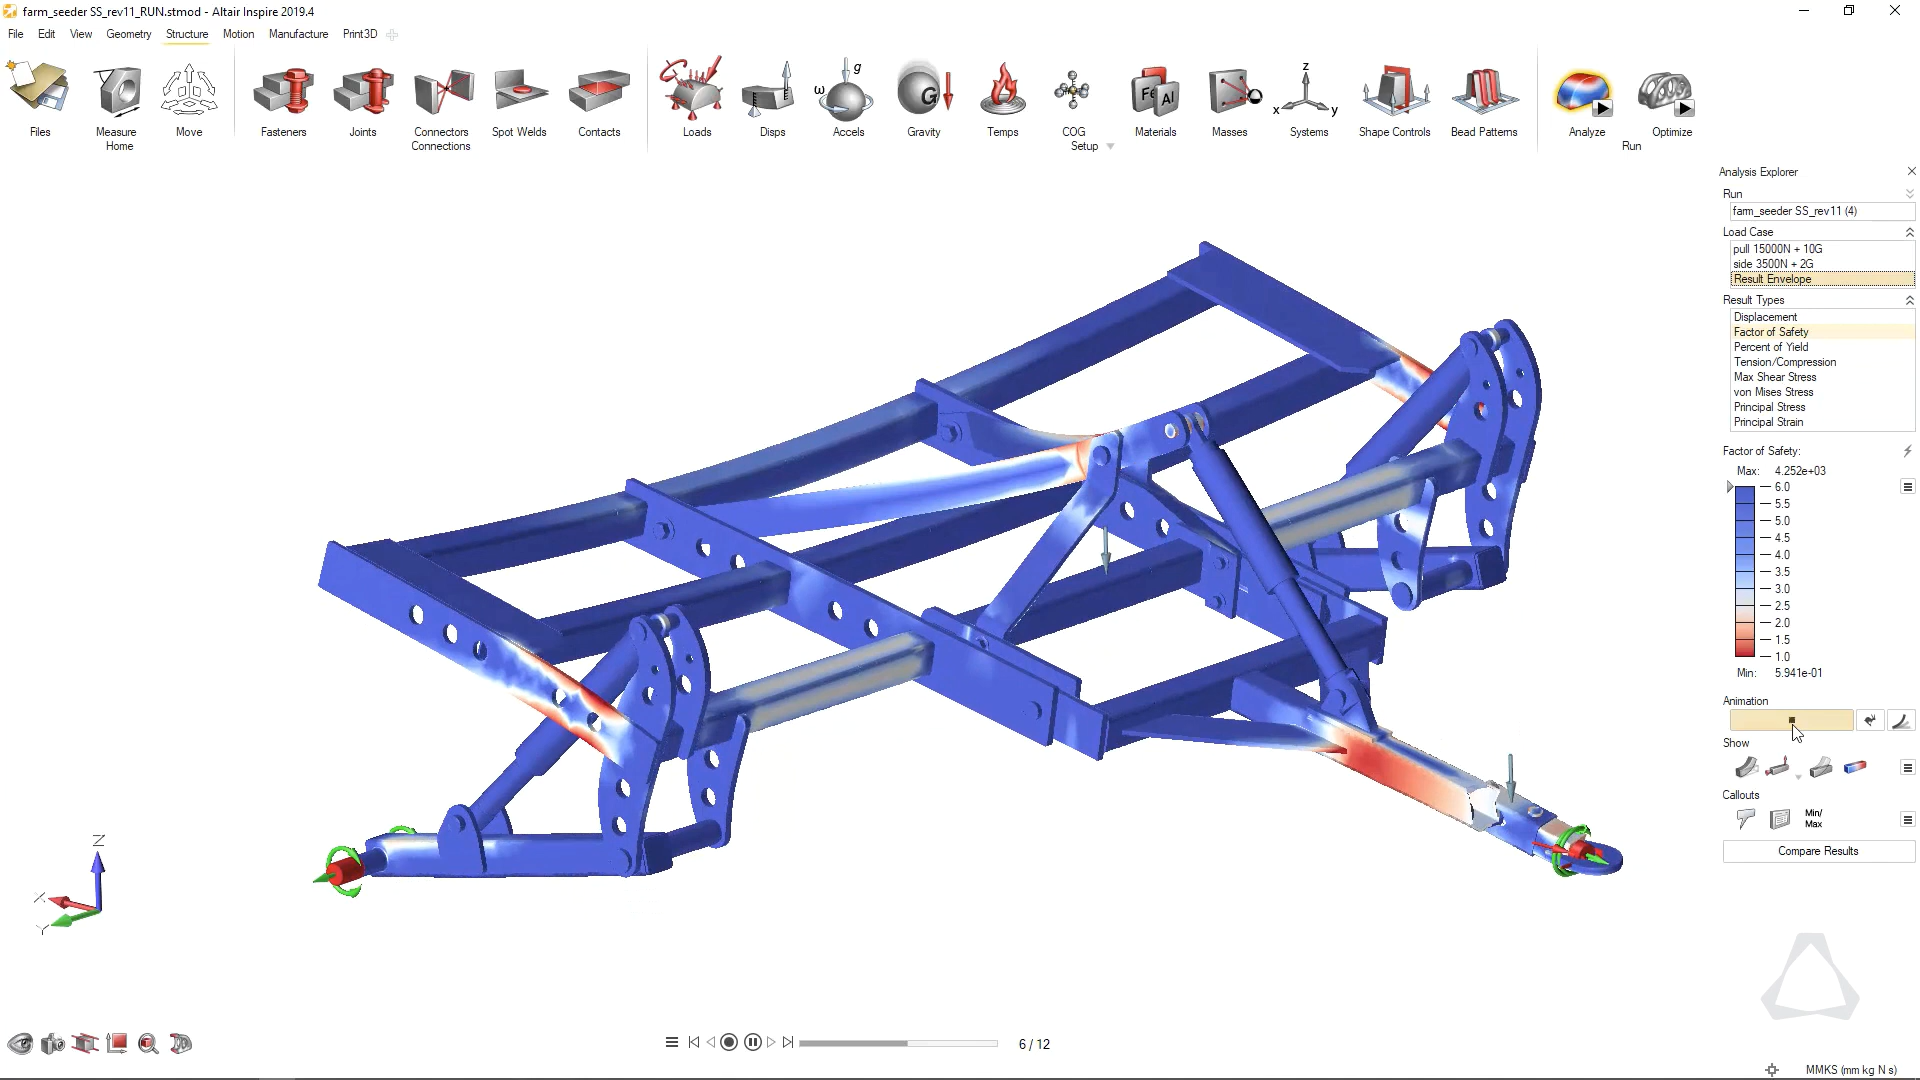 farm_seeder SS_rev11_RUN.stmod - Altair Inspire 2019.4
File Edit View Geometry Structure Motion Manufacture Print3D
g
ω
G
Fe Al
z
x y
Files Measure Move Fasteners Joints Connectors Spot Welds Contacts Loads Disps Accels Gravity Temps COG Materials Masses Systems Shape Controls Bead Patterns Analyze Optimize
Home Connections Setup Run
Analysis Explorer
Run
farm_seeder SS_rev11 (4)
Load Case
pull 15000N + 10G
side 3500N + 2G
Result Envelope
Result Types
Displacement
Factor of Safety
Percent of Yield
Tension/Compression
Max Shear Stress
von Mises Stress
Principal Stress
Principal Strain
Factor of Safety:
Max: 4.252e+03
6.0
5.5
5.0
4.5
4.0
3.5
3.0
2.5
2.0
1.5
1.0
Min: 5.941e-01
Animation
Show
Callouts
Min/
Max
Compare Results
Z
X
Y
6 / 12
MMKS (mm kg N s)